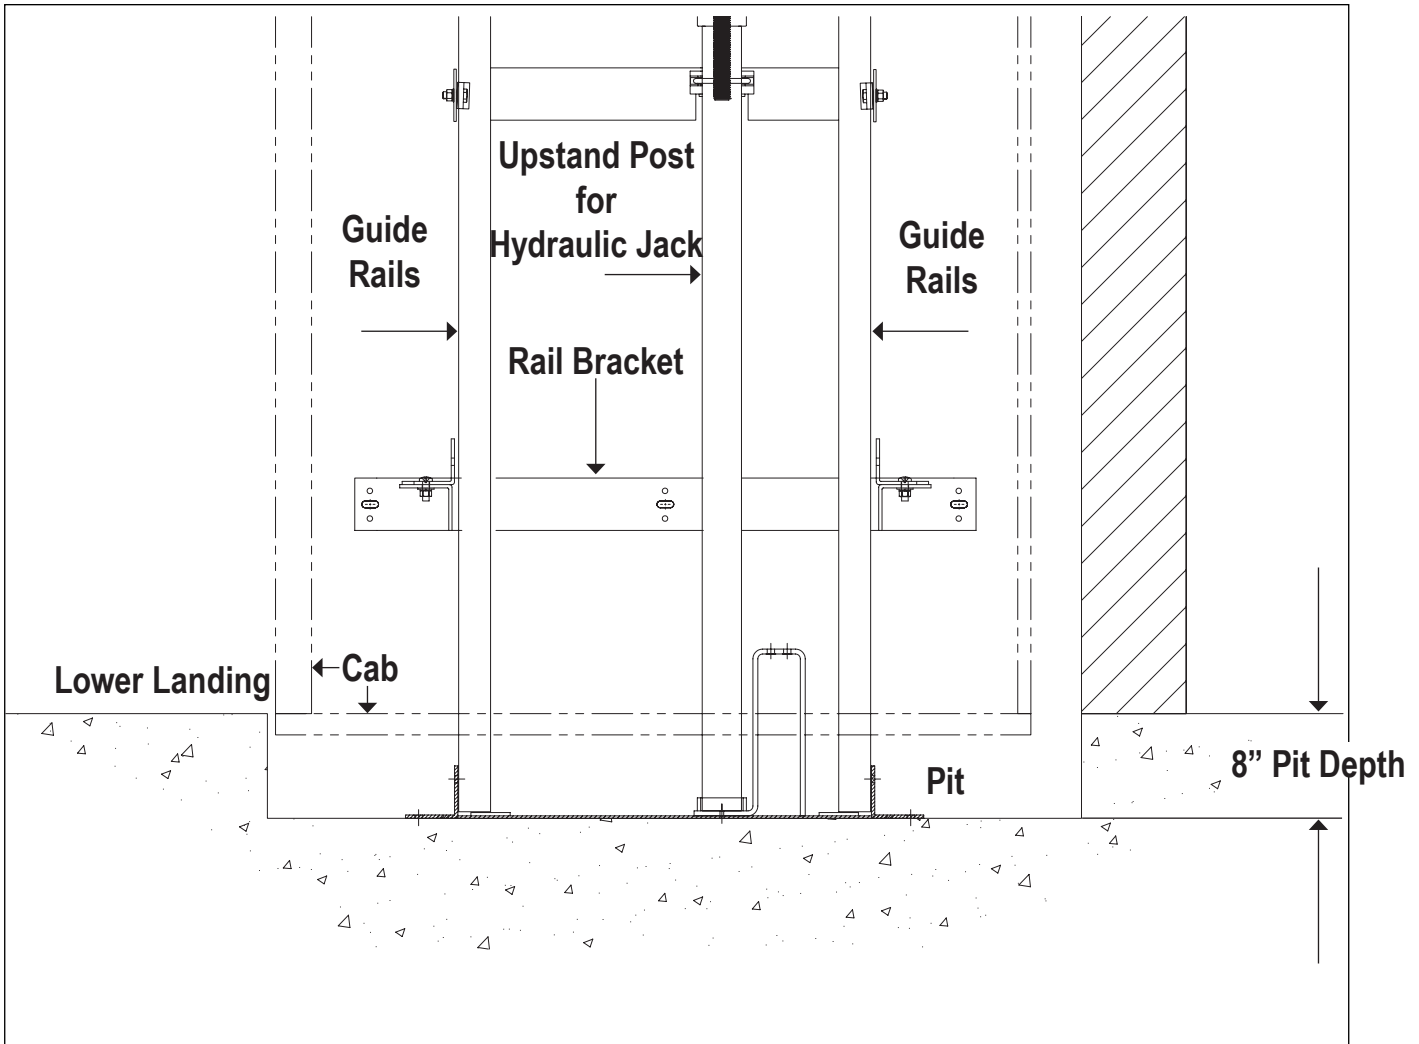 Upstand Post
for
Hydraulic Jack
Guide
Rails
Guide
Rails
Rail Bracket
Lower Landing
Cab
Pit
8” Pit Depth